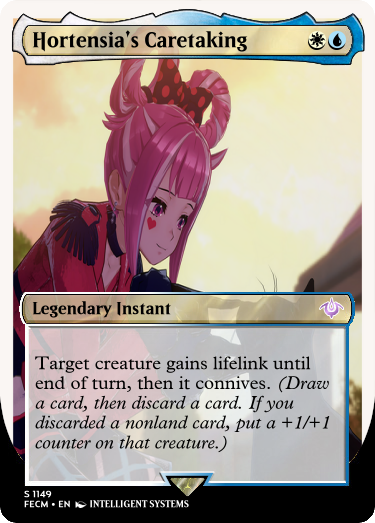 Hortensia's Caretaking
Legendary Instant
Target creature gains lifelink until
end of turn, then it connives. (Draw
a card, then discard a card. If you
discarded a nonland card, put a +1/+1
counter on that creature.)
S 1149
FECM • EN INTELLIGENT SYSTEMS